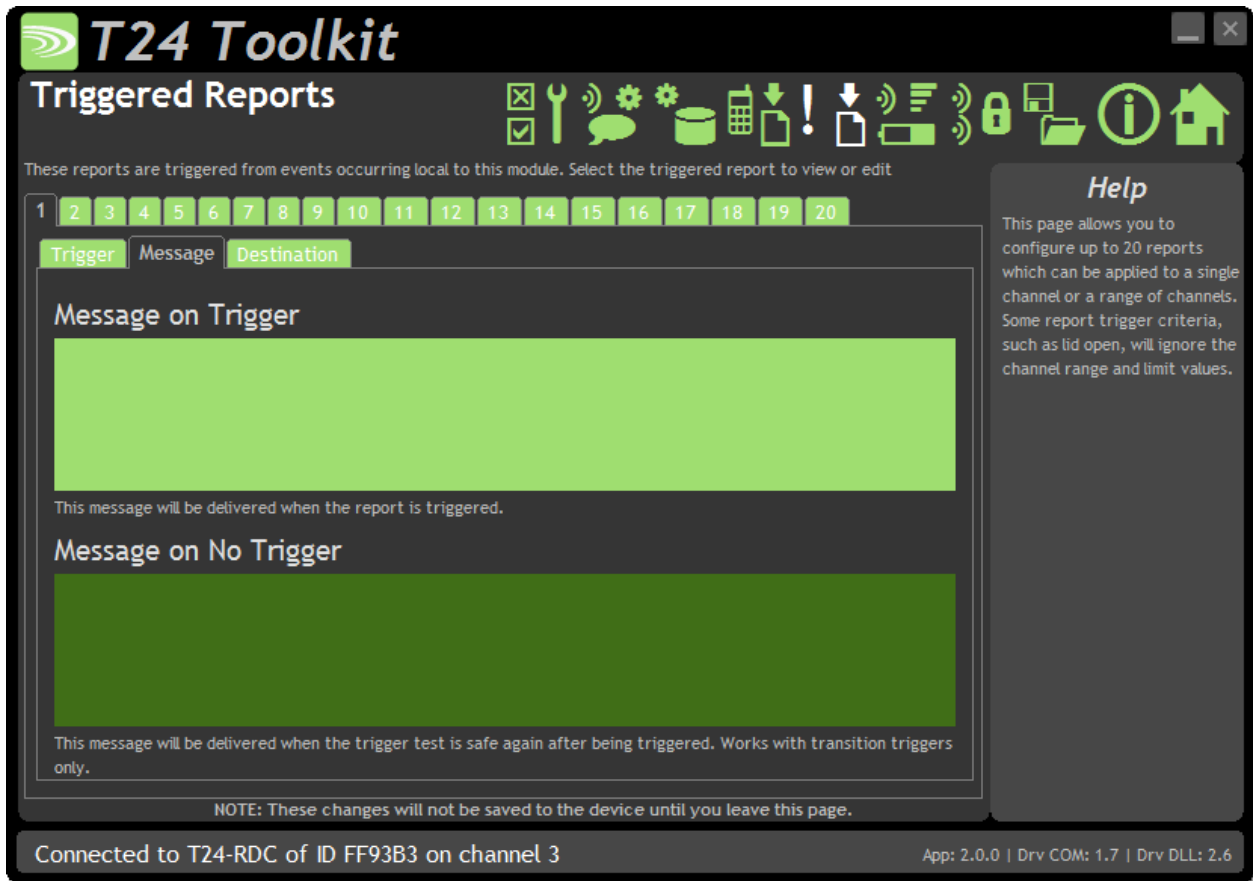 T24 Toolkit
Triggered Reports
These reports are triggered from events occurring local to this module. Select the triggered report to view or edit
1 2 3 4 5 6 7 8 9 10 11 12 13 14 15 16 17 18 19 20
Trigger Message Destination
Message on Trigger
This message will be delivered when the report is triggered.
Message on No Trigger
This message will be delivered when the trigger test is safe again after being triggered. Works with transition triggers
only.
NOTE: These changes will not be saved to the device until you leave this page.
Help
This page allows you to
configure up to 20 reports
which can be applied to a single
channel or a range of channels.
Some report trigger criteria,
such as lid open, will ignore the
channel range and limit values.
Connected to T24-RDC of ID FF93B3 on channel 3
App: 2.0.0 | Drv COM: 1.7 | Drv DLL: 2.6